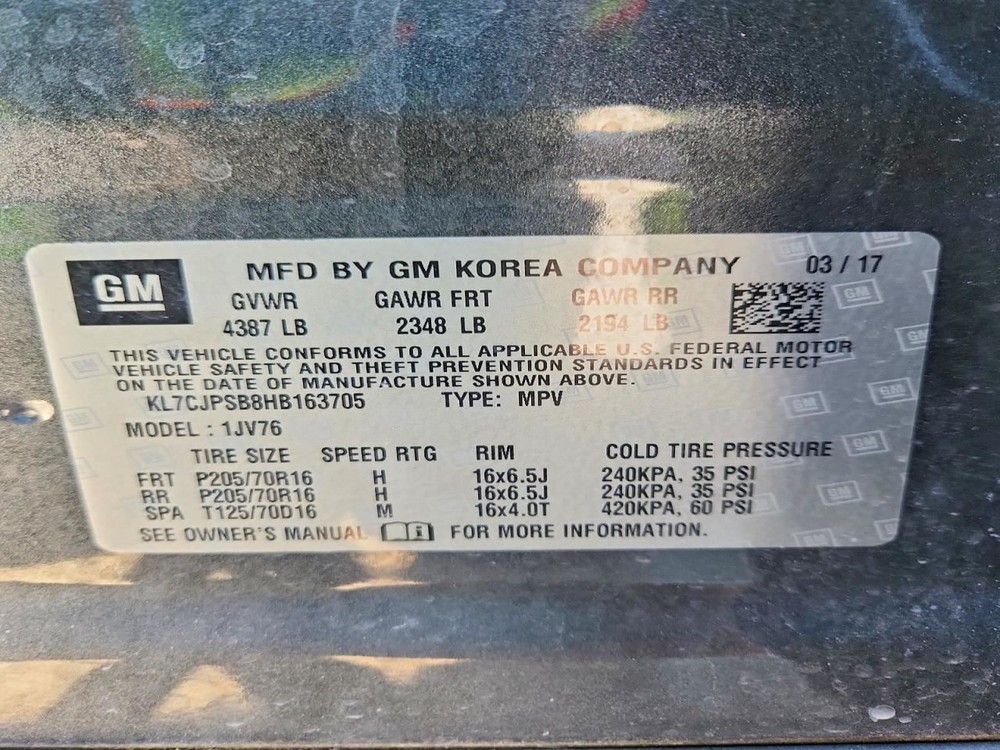 GM MFD BY GM KOREA COMPANY 03 / 17
GVWR GAWR FRT GAWR RR
4387 LB 2348 LB 2194 LB
THIS VEHICLE CONFORMS TO ALL APPLICABLE U.S. FEDERAL MOTOR
VEHICLE SAFETY AND THEFT PREVENTION STANDARDS IN EFFECT
ON THE DATE OF MANUFACTURE SHOWN ABOVE.
KL7CJPSB8HB163705 TYPE: MPV
MODEL : 1JV76
TIRE SIZE SPEED RTG RIM COLD TIRE PRESSURE
FRT P205/70R16 H 16x6.5J 240KPA, 35 PSI
RR P205/70R16 H 16x6.5J 240KPA, 35 PSI
SPA T125/70D16 M 16x4.0T 420KPA, 60 PSI
SEE OWNER'S MANUAL i FOR MORE INFORMATION.